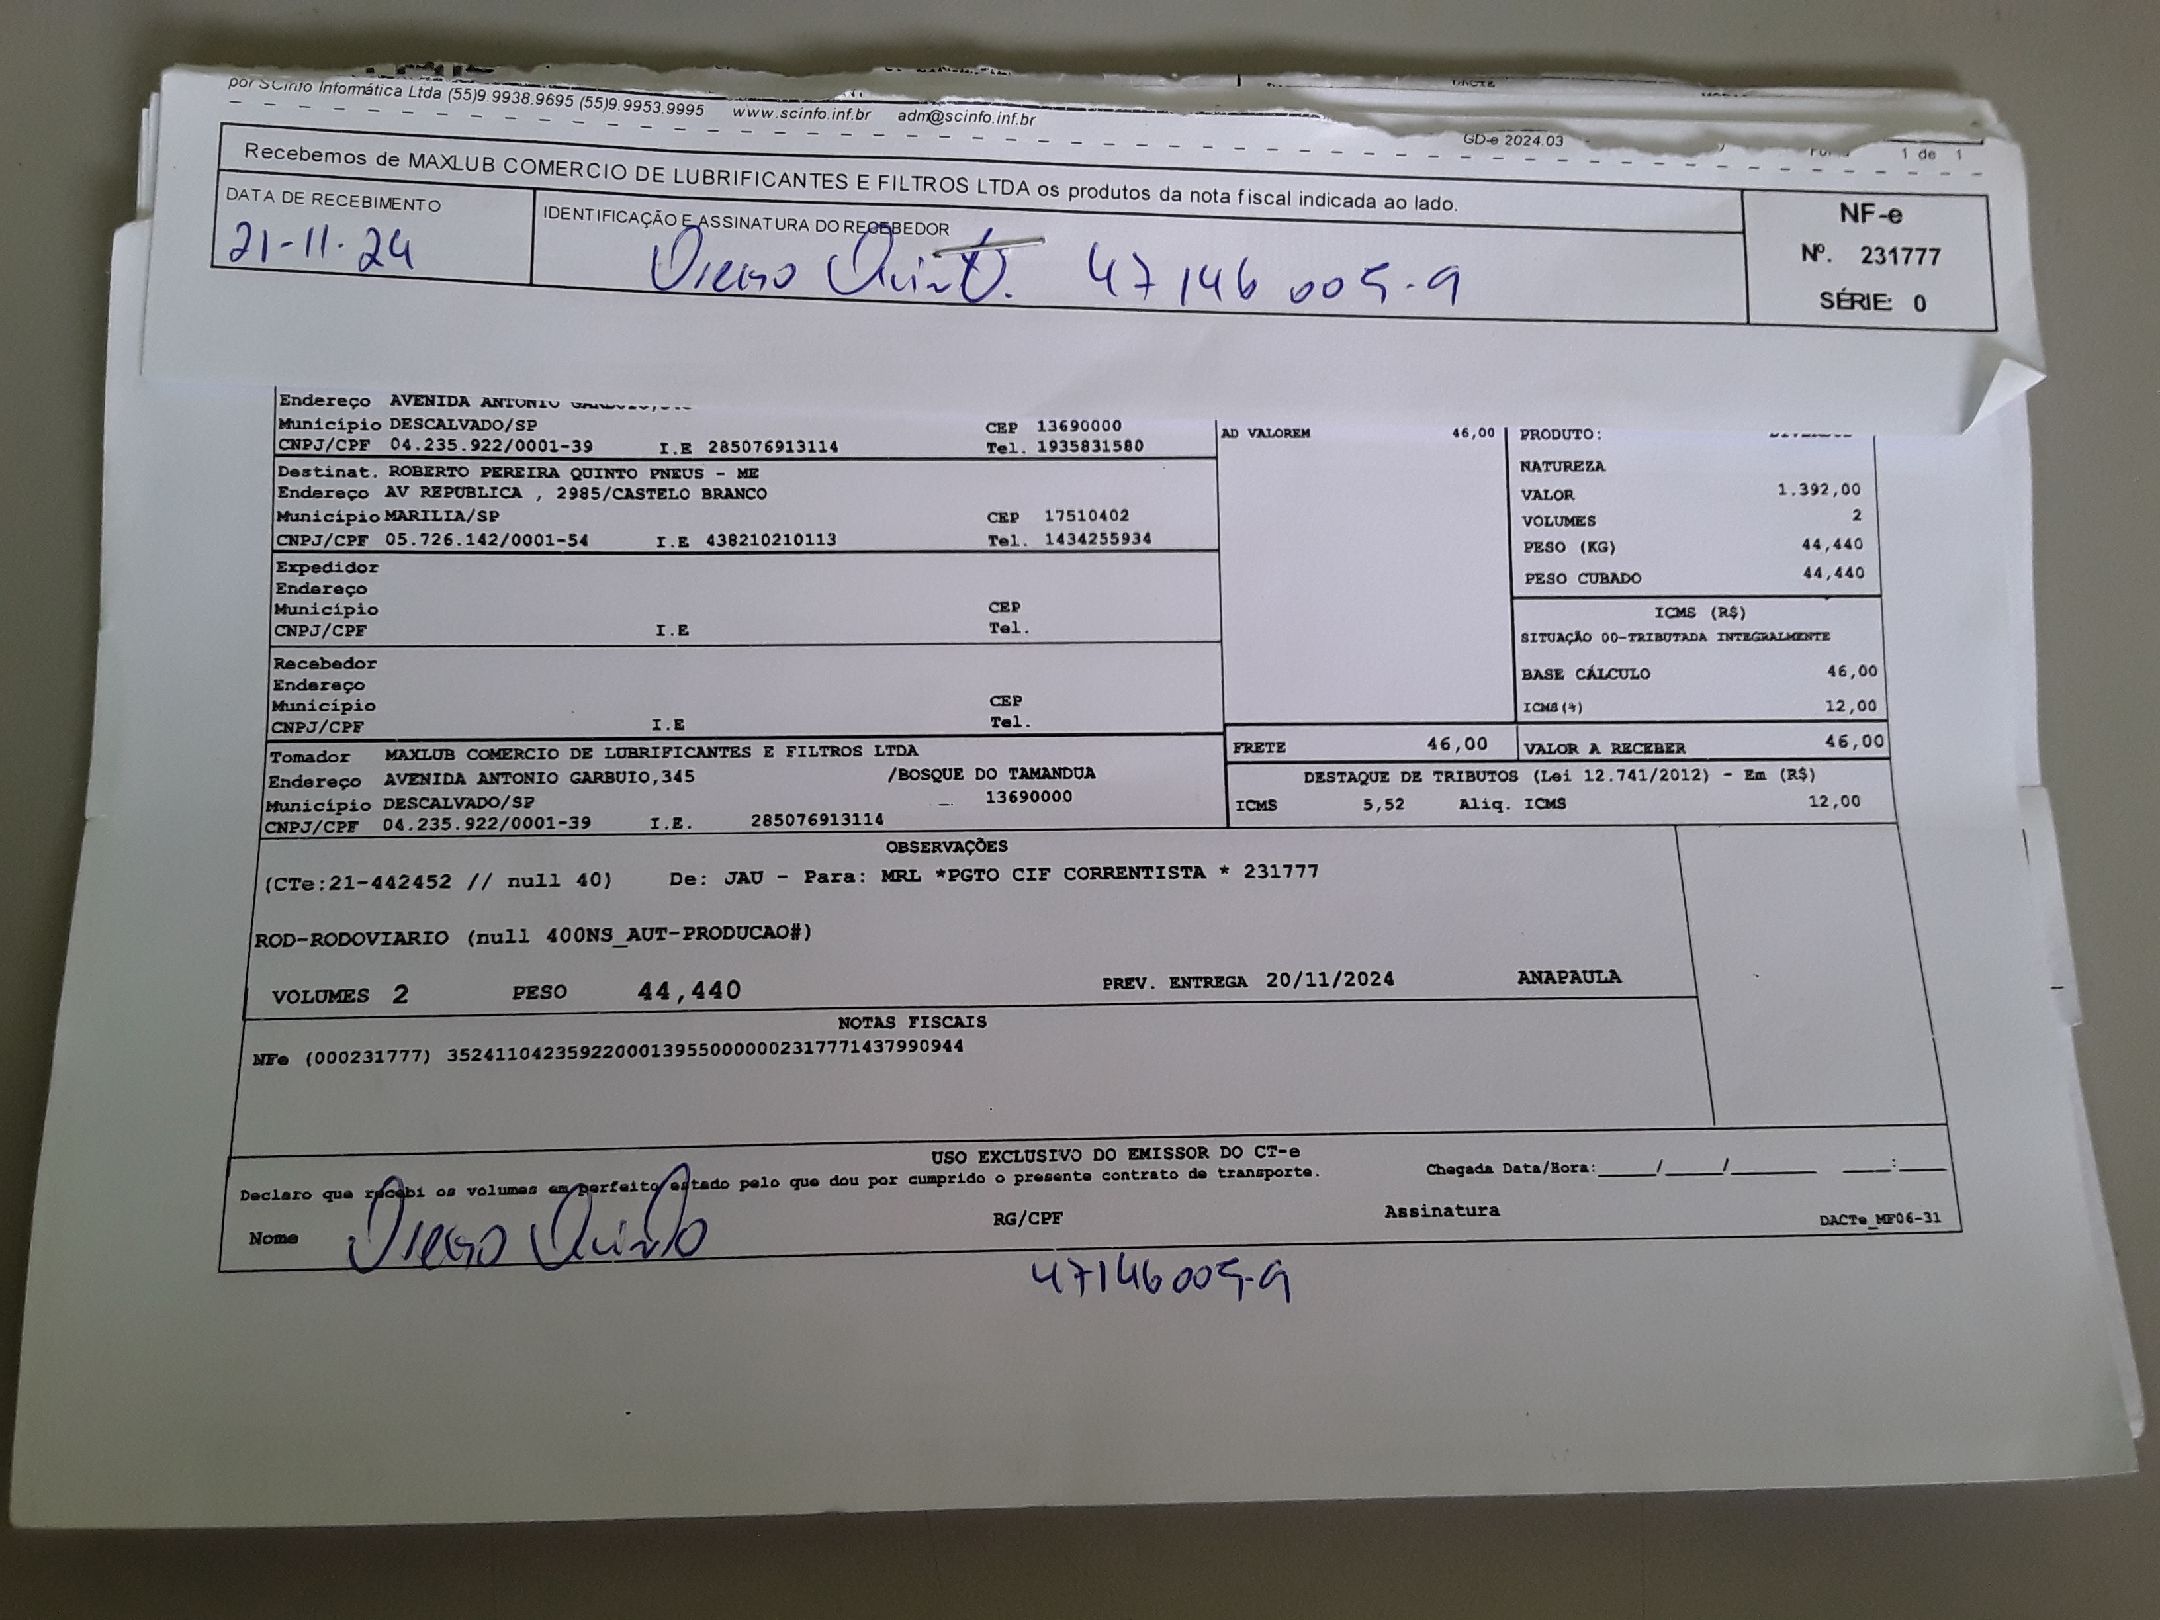 por SCinfo Informática Ltda (55)9.9938.9695 (55)9.9953.9995 www.scinfo.inf.br adm@scinfo.inf.br
GD-e 2024.03 1 de 1
Recebemos de MAXLUB COMERCIO DE LUBRIFICANTES E FILTROS LTDA os produtos da nota fiscal indicada ao lado.
DATA DE RECEBIMENTO
21-11-24
IDENTIFICAÇÃO E ASSINATURA DO RECEBEDOR
Diego Quinto. 47146005-9
NF-e
Nº. 231777
SÉRIE: 0
Endereço AVENIDA ANTONIO
Município DESCALVADO/SP CEP 13690000
CNPJ/CPF 04.235.922/0001-39 I.E 285076913114 Tel. 1935831580
Destinat. ROBERTO PEREIRA QUINTO PNEUS - ME
Endereço AV REPUBLICA , 2985/CASTELO BRANCO
Município MARILIA/SP CEP 17510402
CNPJ/CPF 05.726.142/0001-54 I.E 438210210113 Tel. 1434255934
Expedidor
Endereço
Município CEP
CNPJ/CPF I.E Tel.
Recebedor
Endereço
Município CEP
CNPJ/CPF I.E Tel.
Tomador MAXLUB COMERCIO DE LUBRIFICANTES E FILTROS LTDA
Endereço AVENIDA ANTONIO GARBUIO,345 /BOSQUE DO TAMANDUA
Município DESCALVADO/SP 13690000
CNPJ/CPF 04.235.922/0001-39 I.E. 285076913114
AD VALOREM 46,00
PRODUTO:
NATUREZA
VALOR 1.392,00
VOLUMES 2
PESO (KG) 44,440
PESO CUBADO 44,440
ICMS (R$)
SITUAÇÃO 00-TRIBUTADA INTEGRALMENTE
BASE CÁLCULO 46,00
ICMS(%) 12,00
FRETE 46,00 VALOR A RECEBER 46,00
DESTAQUE DE TRIBUTOS (Lei 12.741/2012) - Em (R$)
ICMS 5,52 Aliq. ICMS 12,00
OBSERVAÇÕES
(CTe:21-442452 // null 40) De: JAU - Para: MRL *PGTO CIF CORRENTISTA * 231777
ROD-RODOVIARIO (null 400NS_AUT-PRODUCAO#)
VOLUMES 2 PESO 44,440 PREV. ENTREGA 20/11/2024 ANAPAULA
NOTAS FISCAIS
NFe (000231777) 35241104235922000139550000002317771437990944
USO EXCLUSIVO DO EMISSOR DO CT-e
Declaro que recebi os volumes em perfeito estado pelo que dou por cumprido o presente contrato de transporte. Chegada Data/Hora:_____/_____/_______ ____:____
Nome Diego Quinto RG/CPF Assinatura DACTe_MF06-31
47146005-9